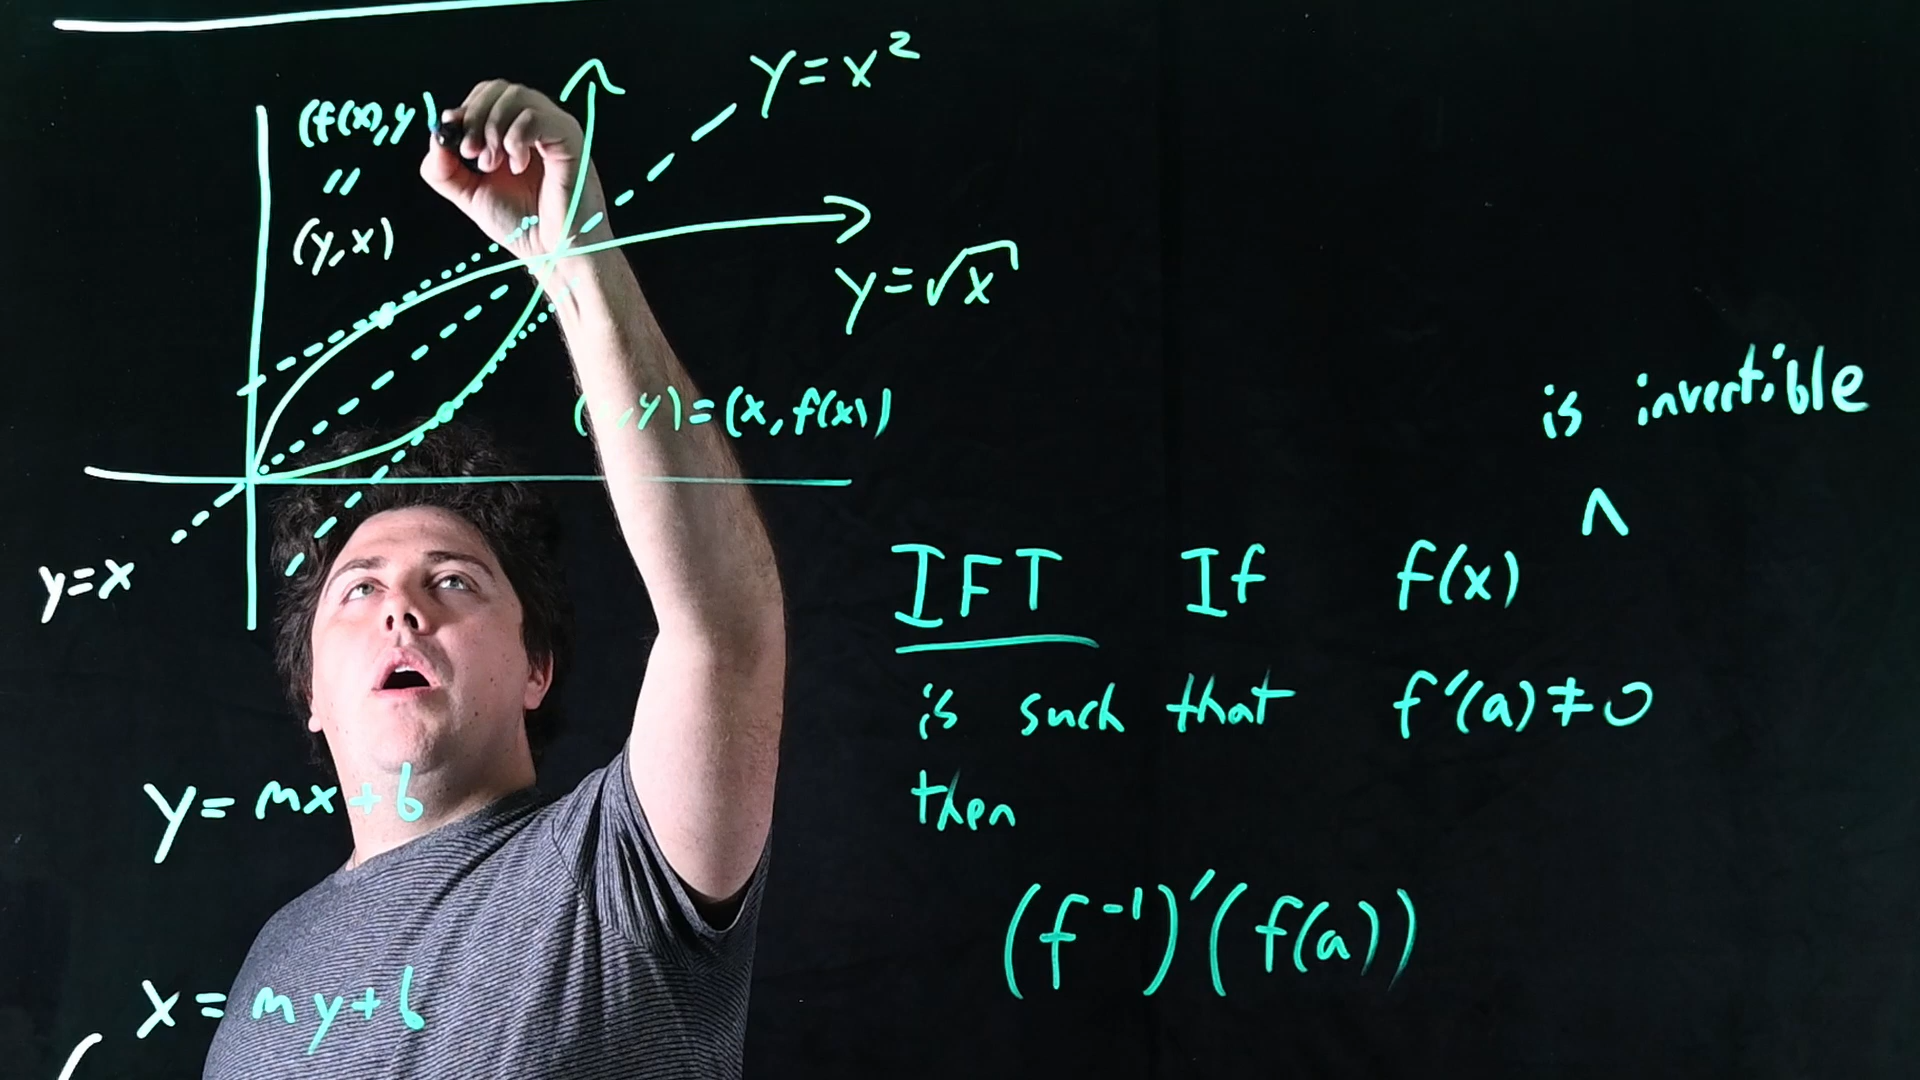 y = x²
(f(x), y)
"
(y, x)
y = √x
, y) = (x, f(x))
y = x
is invertible
^
IFT If f(x)
is such that f'(a) ≠ 0
then
(f⁻¹)'(f(a))
y = mx + b
x = my + b